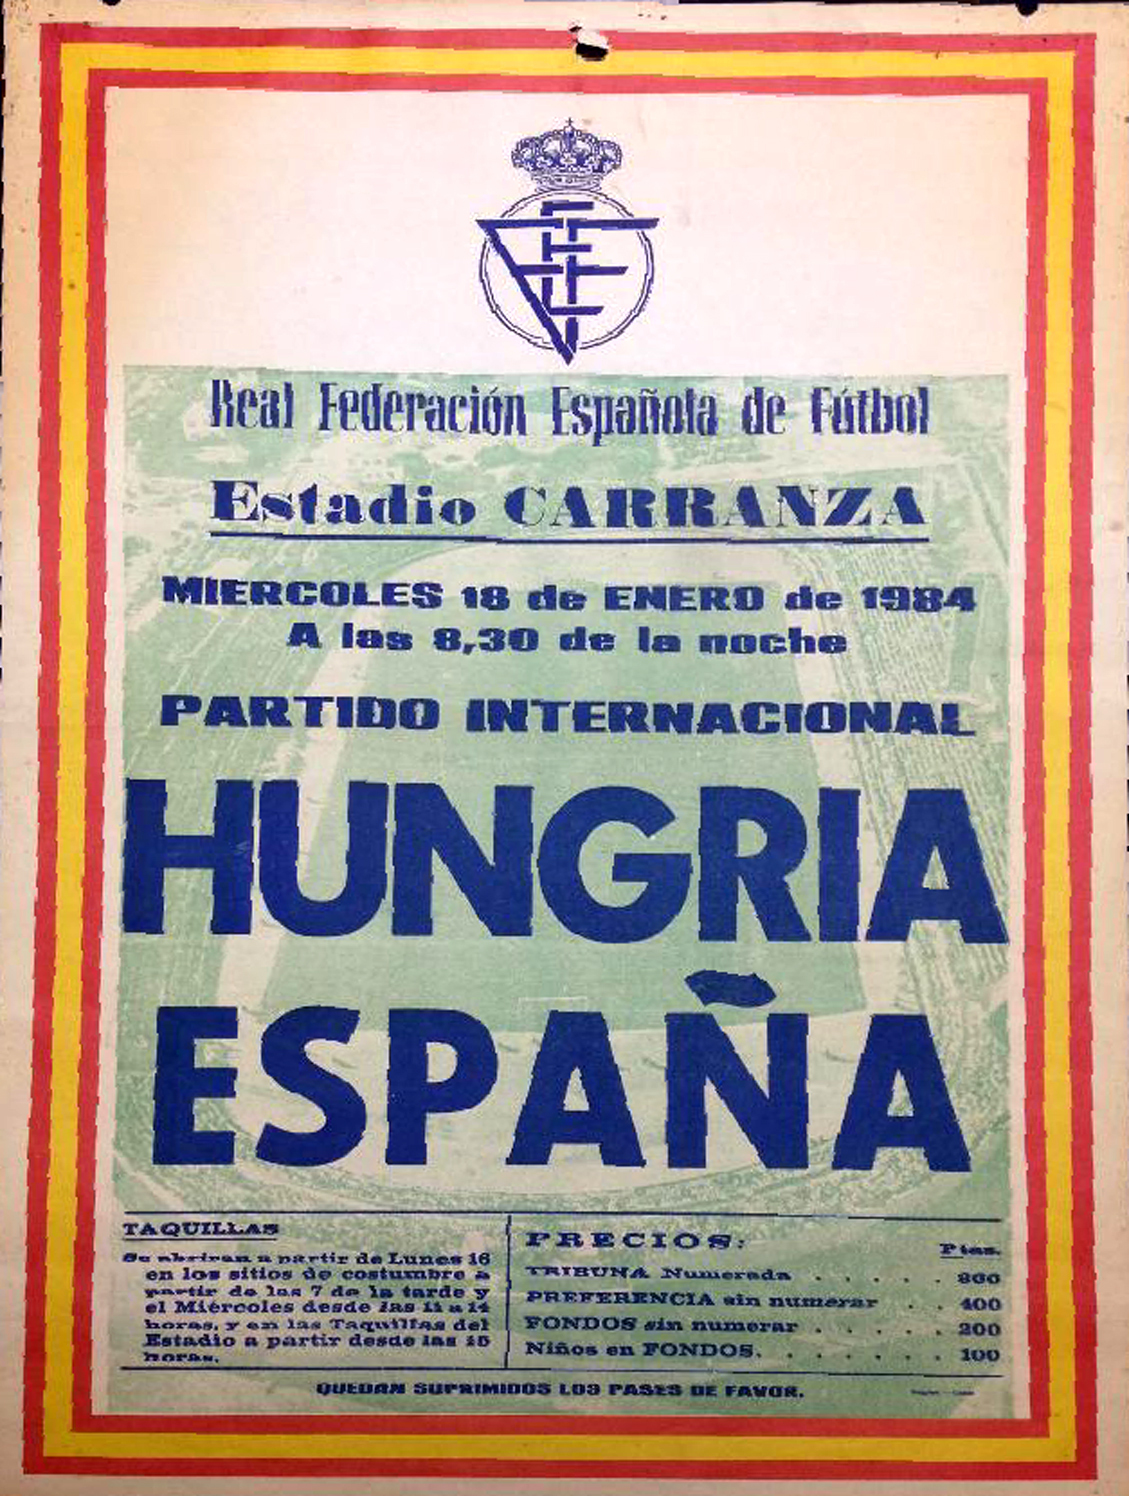 Real Federación Española de Fútbol
Estadio CARRANZA
MIERCOLES 18 de ENERO de 1984
A las 8,30 de la noche
PARTIDO INTERNACIONAL
HUNGRIA
ESPAÑA
TAQUILLAS
Se abriran a partir de Lunes 16
en los sitios de costumbre a
partir de las 7 de la tarde y
el Miércoles desde las 11 a 14
horas, y en las Taquillas del
Estadio a partir desde las 15
horas.
PRECIOS:
Ptas.
TRIBUNA Numerada . . . . . 800
PREFERENCIA sin numerar . . 400
FONDOS sin numerar . . . . . 200
Niños en FONDOS. . . . . . . 100
QUEDAN SUPRIMIDOS LOS PASES DE FAVOR.